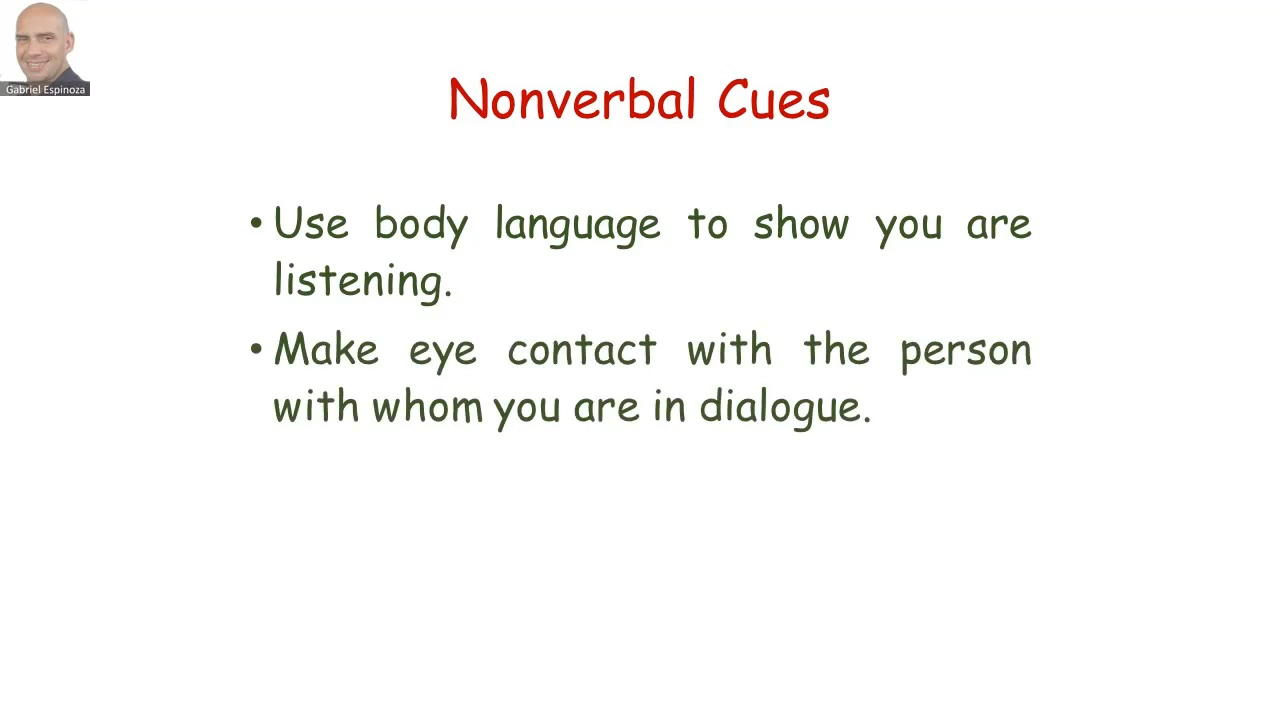 Gabriel Espinoza
Nonverbal Cues
• Use body language to show you are
listening.
• Make eye contact with the person
with whom you are in dialogue.